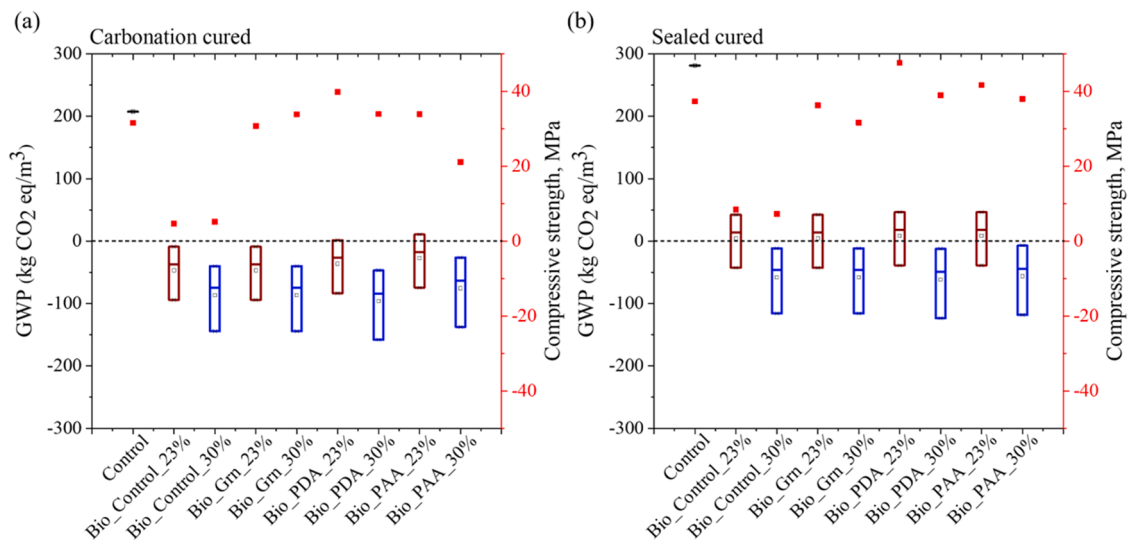 (a)
Carbonation cured
GWP (kg CO2 eq/m3)
300
200
100
0
-100
-200
-300
40
20
0
-20
-40
Compressive strength, MPa
Control
Bio_Control_23%
Bio_Control_30%
Bio_Grn_23%
Bio_Grn_30%
Bio_PDA_23%
Bio_PDA_30%
Bio_PAA_23%
Bio_PAA_30%
(b)
Sealed cured
GWP (kg CO2 eq/m3)
300
200
100
0
-100
-200
-300
40
20
0
-20
-40
Compressive strength, MPa
Control
Bio_Control_23%
Bio_Control_30%
Bio_Grn_23%
Bio_Grn_30%
Bio_PDA_23%
Bio_PDA_30%
Bio_PAA_23%
Bio_PAA_30%